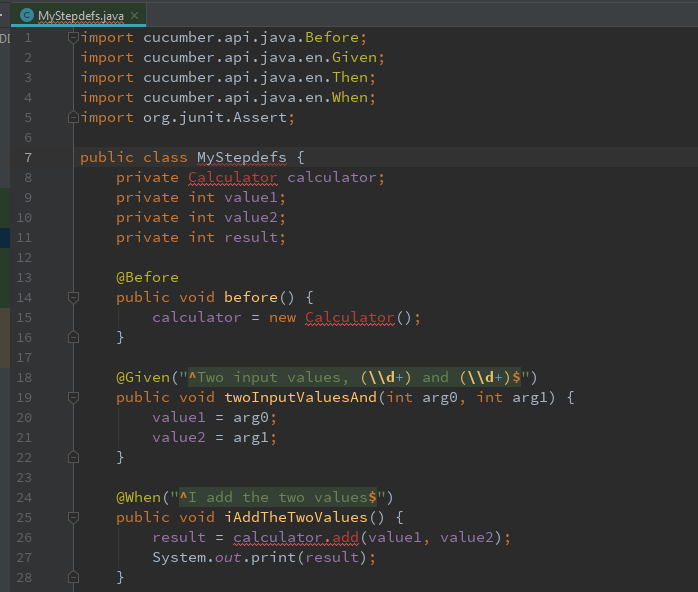 MyStepdefs.java
1 import cucumber.api.java.Before;
2 import cucumber.api.java.en.Given;
3 import cucumber.api.java.en.Then;
4 import cucumber.api.java.en.When;
5 import org.junit.Assert;
6
7 public class MyStepdefs {
8     private Calculator calculator;
9     private int value1;
10     private int value2;
11     private int result;
12
13     @Before
14     public void before() {
15         calculator = new Calculator();
16     }
17
18     @Given("^Two input values, (\\d+) and (\\d+)$")
19     public void twoInputValuesAnd(int arg0, int arg1) {
20         value1 = arg0;
21         value2 = arg1;
22     }
23
24     @When("^I add the two values$")
25     public void iAddTheTwoValues() {
26         result = calculator.add(value1, value2);
27         System.out.print(result);
28     }